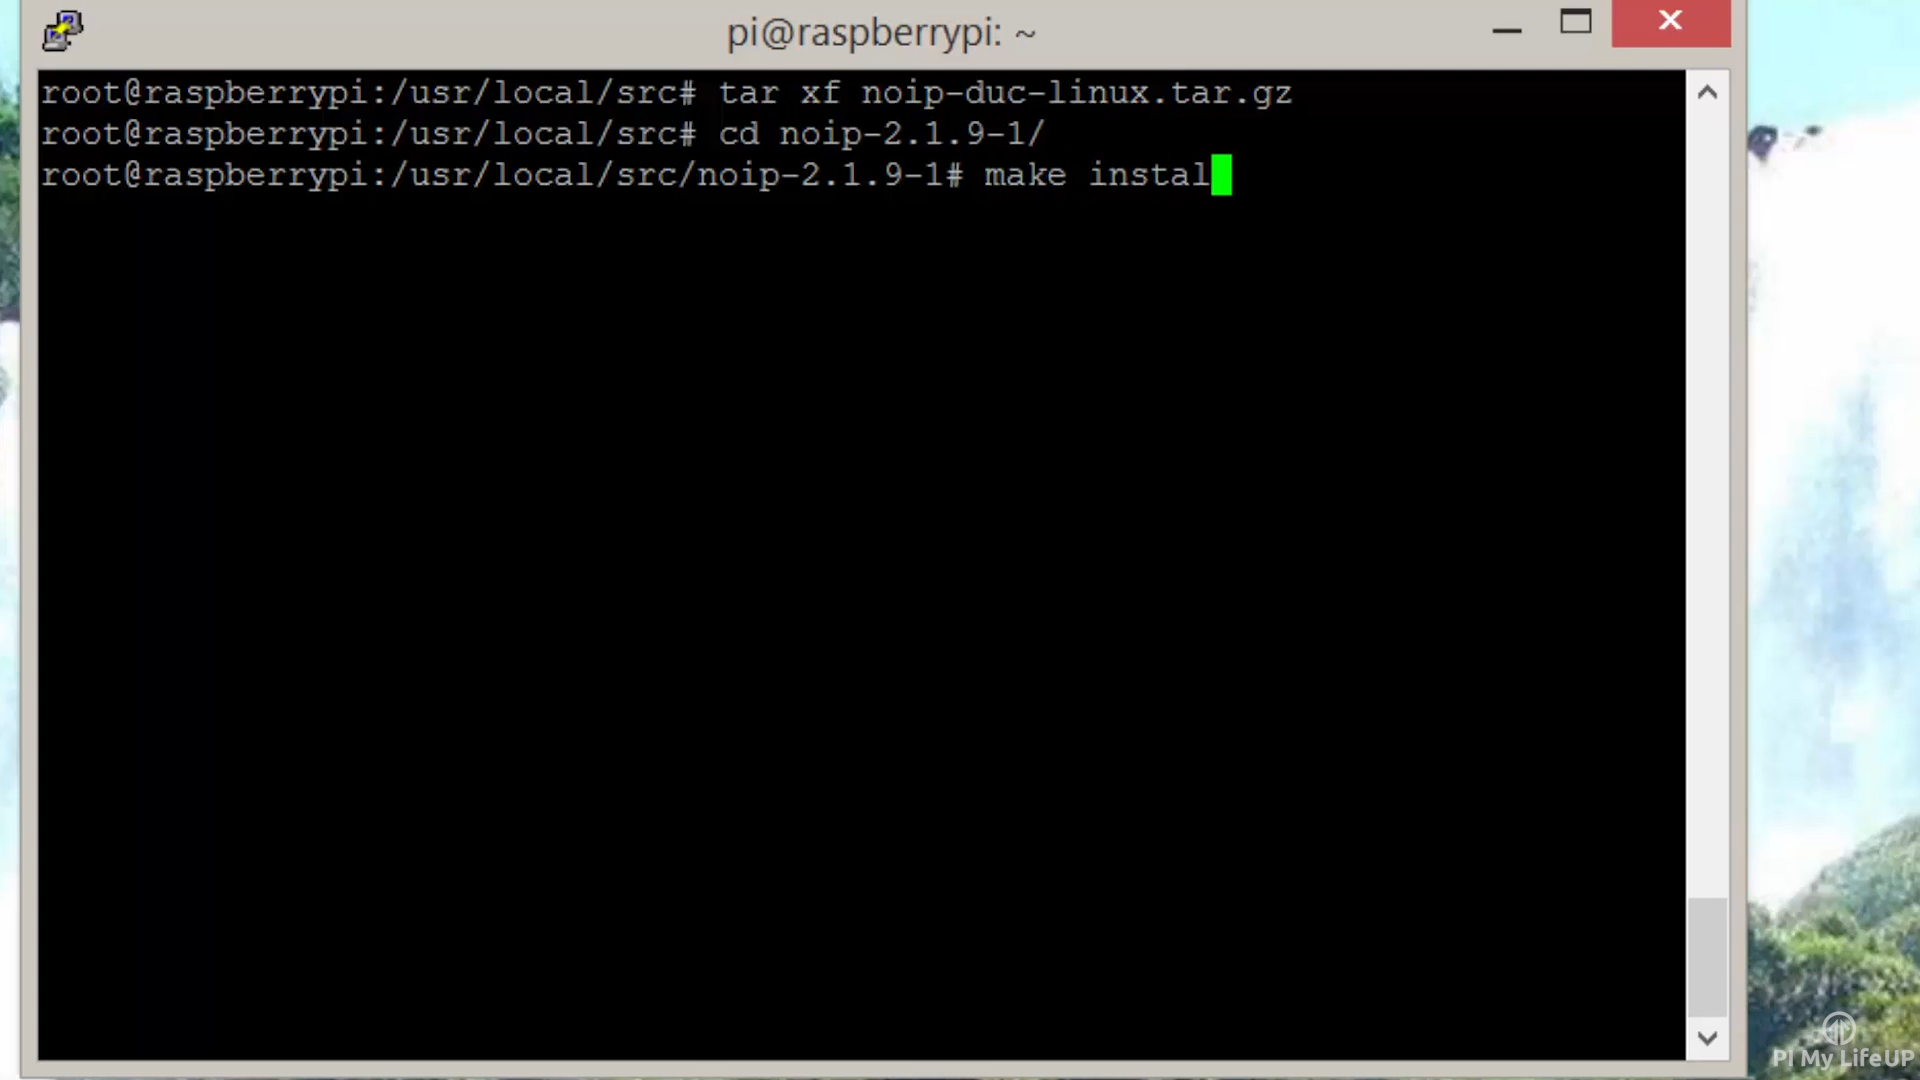 pi@raspberrypi: ~
root@raspberrypi:/usr/local/src# tar xf noip-duc-linux.tar.gz
root@raspberrypi:/usr/local/src# cd noip-2.1.9-1/
root@raspberrypi:/usr/local/src/noip-2.1.9-1# make instal
PI My LifeUP